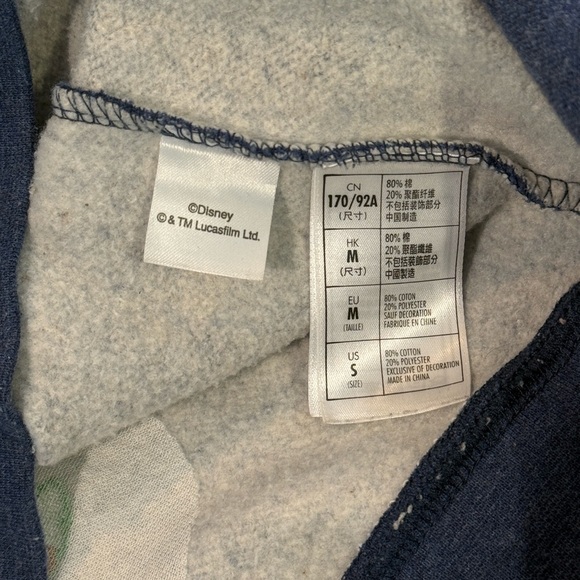 ©Disney
© & TM Lucasfilm Ltd.
CN
170/92A
(尺寸)
80% 棉
20% 聚酯纤维
不包括装饰部分
中国制造
HK
M
(尺寸)
80% 棉
20% 聚酯纖維
不包括裝飾部分
中國製造
EU
M
(TAILLE)
80% COTON
20% POLYESTER
SAUF DECORATION
FABRIQUE EN CHINE
US
S
(SIZE)
80% COTTON
20% POLYESTER
EXCLUSIVE OF DECORATION
MADE IN CHINA